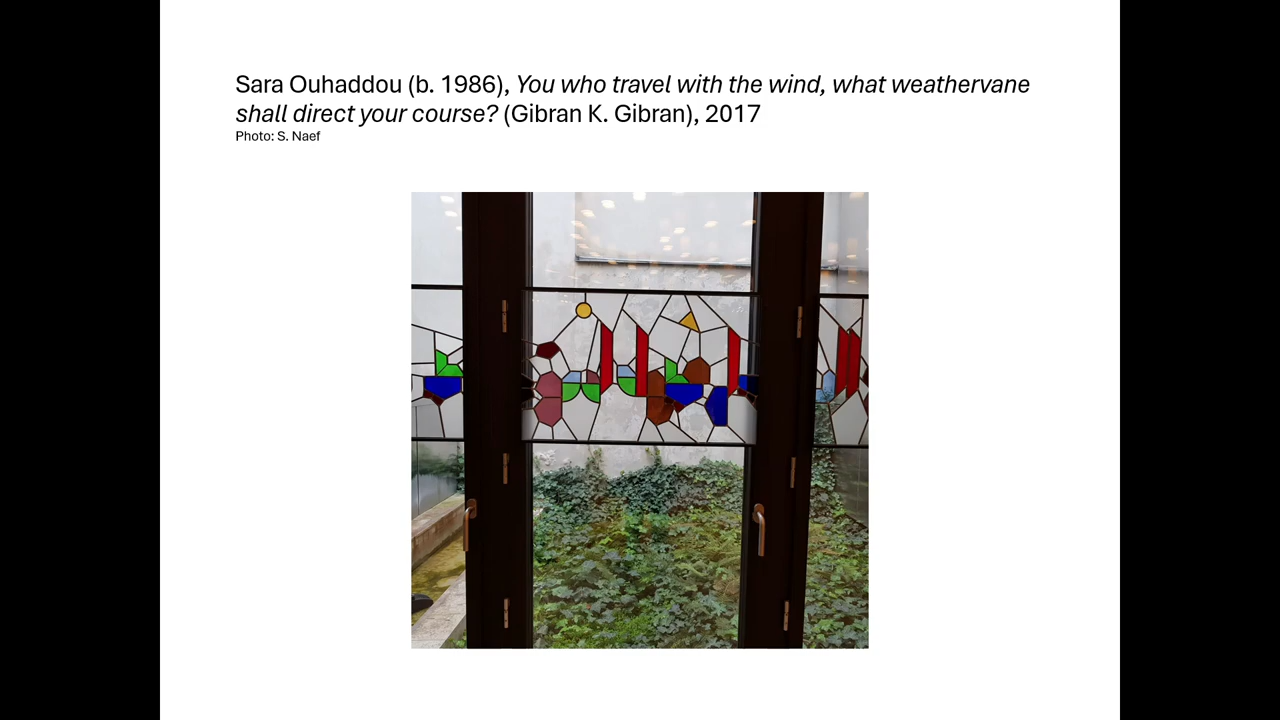 Sara Ouhaddou (b. 1986), You who travel with the wind, what weathervane
shall direct your course? (Gibran K. Gibran), 2017
Photo: S. Naef